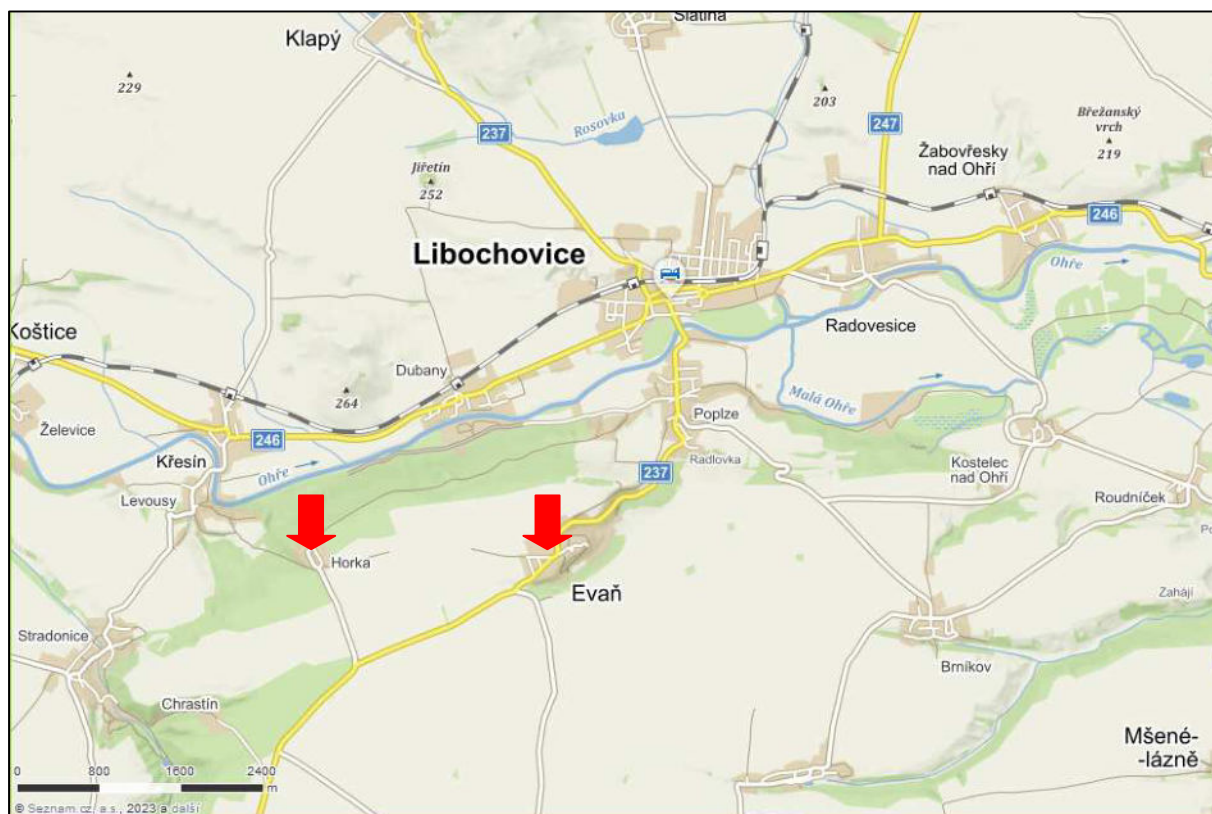 Klapý
Slatina
229
203
Břežanský
vrch
219
237
Rosovka
247
Žabovřesky
nad Ohří
Jiřetín
252
246
Libochovice
Ohře
Koštice
Radovesice
Dubany
264
Malá Ohře
Poplze
Želevice
246
Křesín
Ohře
Radlovka
237
Kostelec
nad Ohří
Levousy
Roudníček
Horka
Evaň
Zahájí
Stradonice
Brníkov
Chrastín
Mšené-
-lázně
0 800 1600 2400
m
© Seznam.cz, a.s., 2023 a další